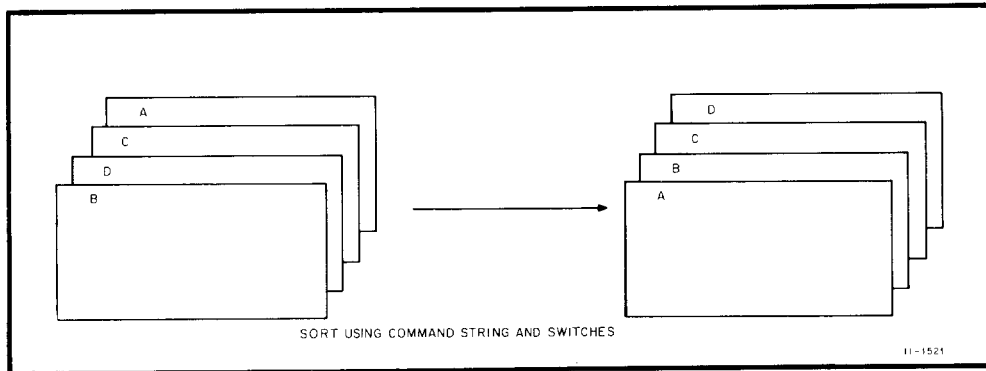 A
C
D
B
D
C
B
A
SORT USING COMMAND STRING AND SWITCHES
11-1521